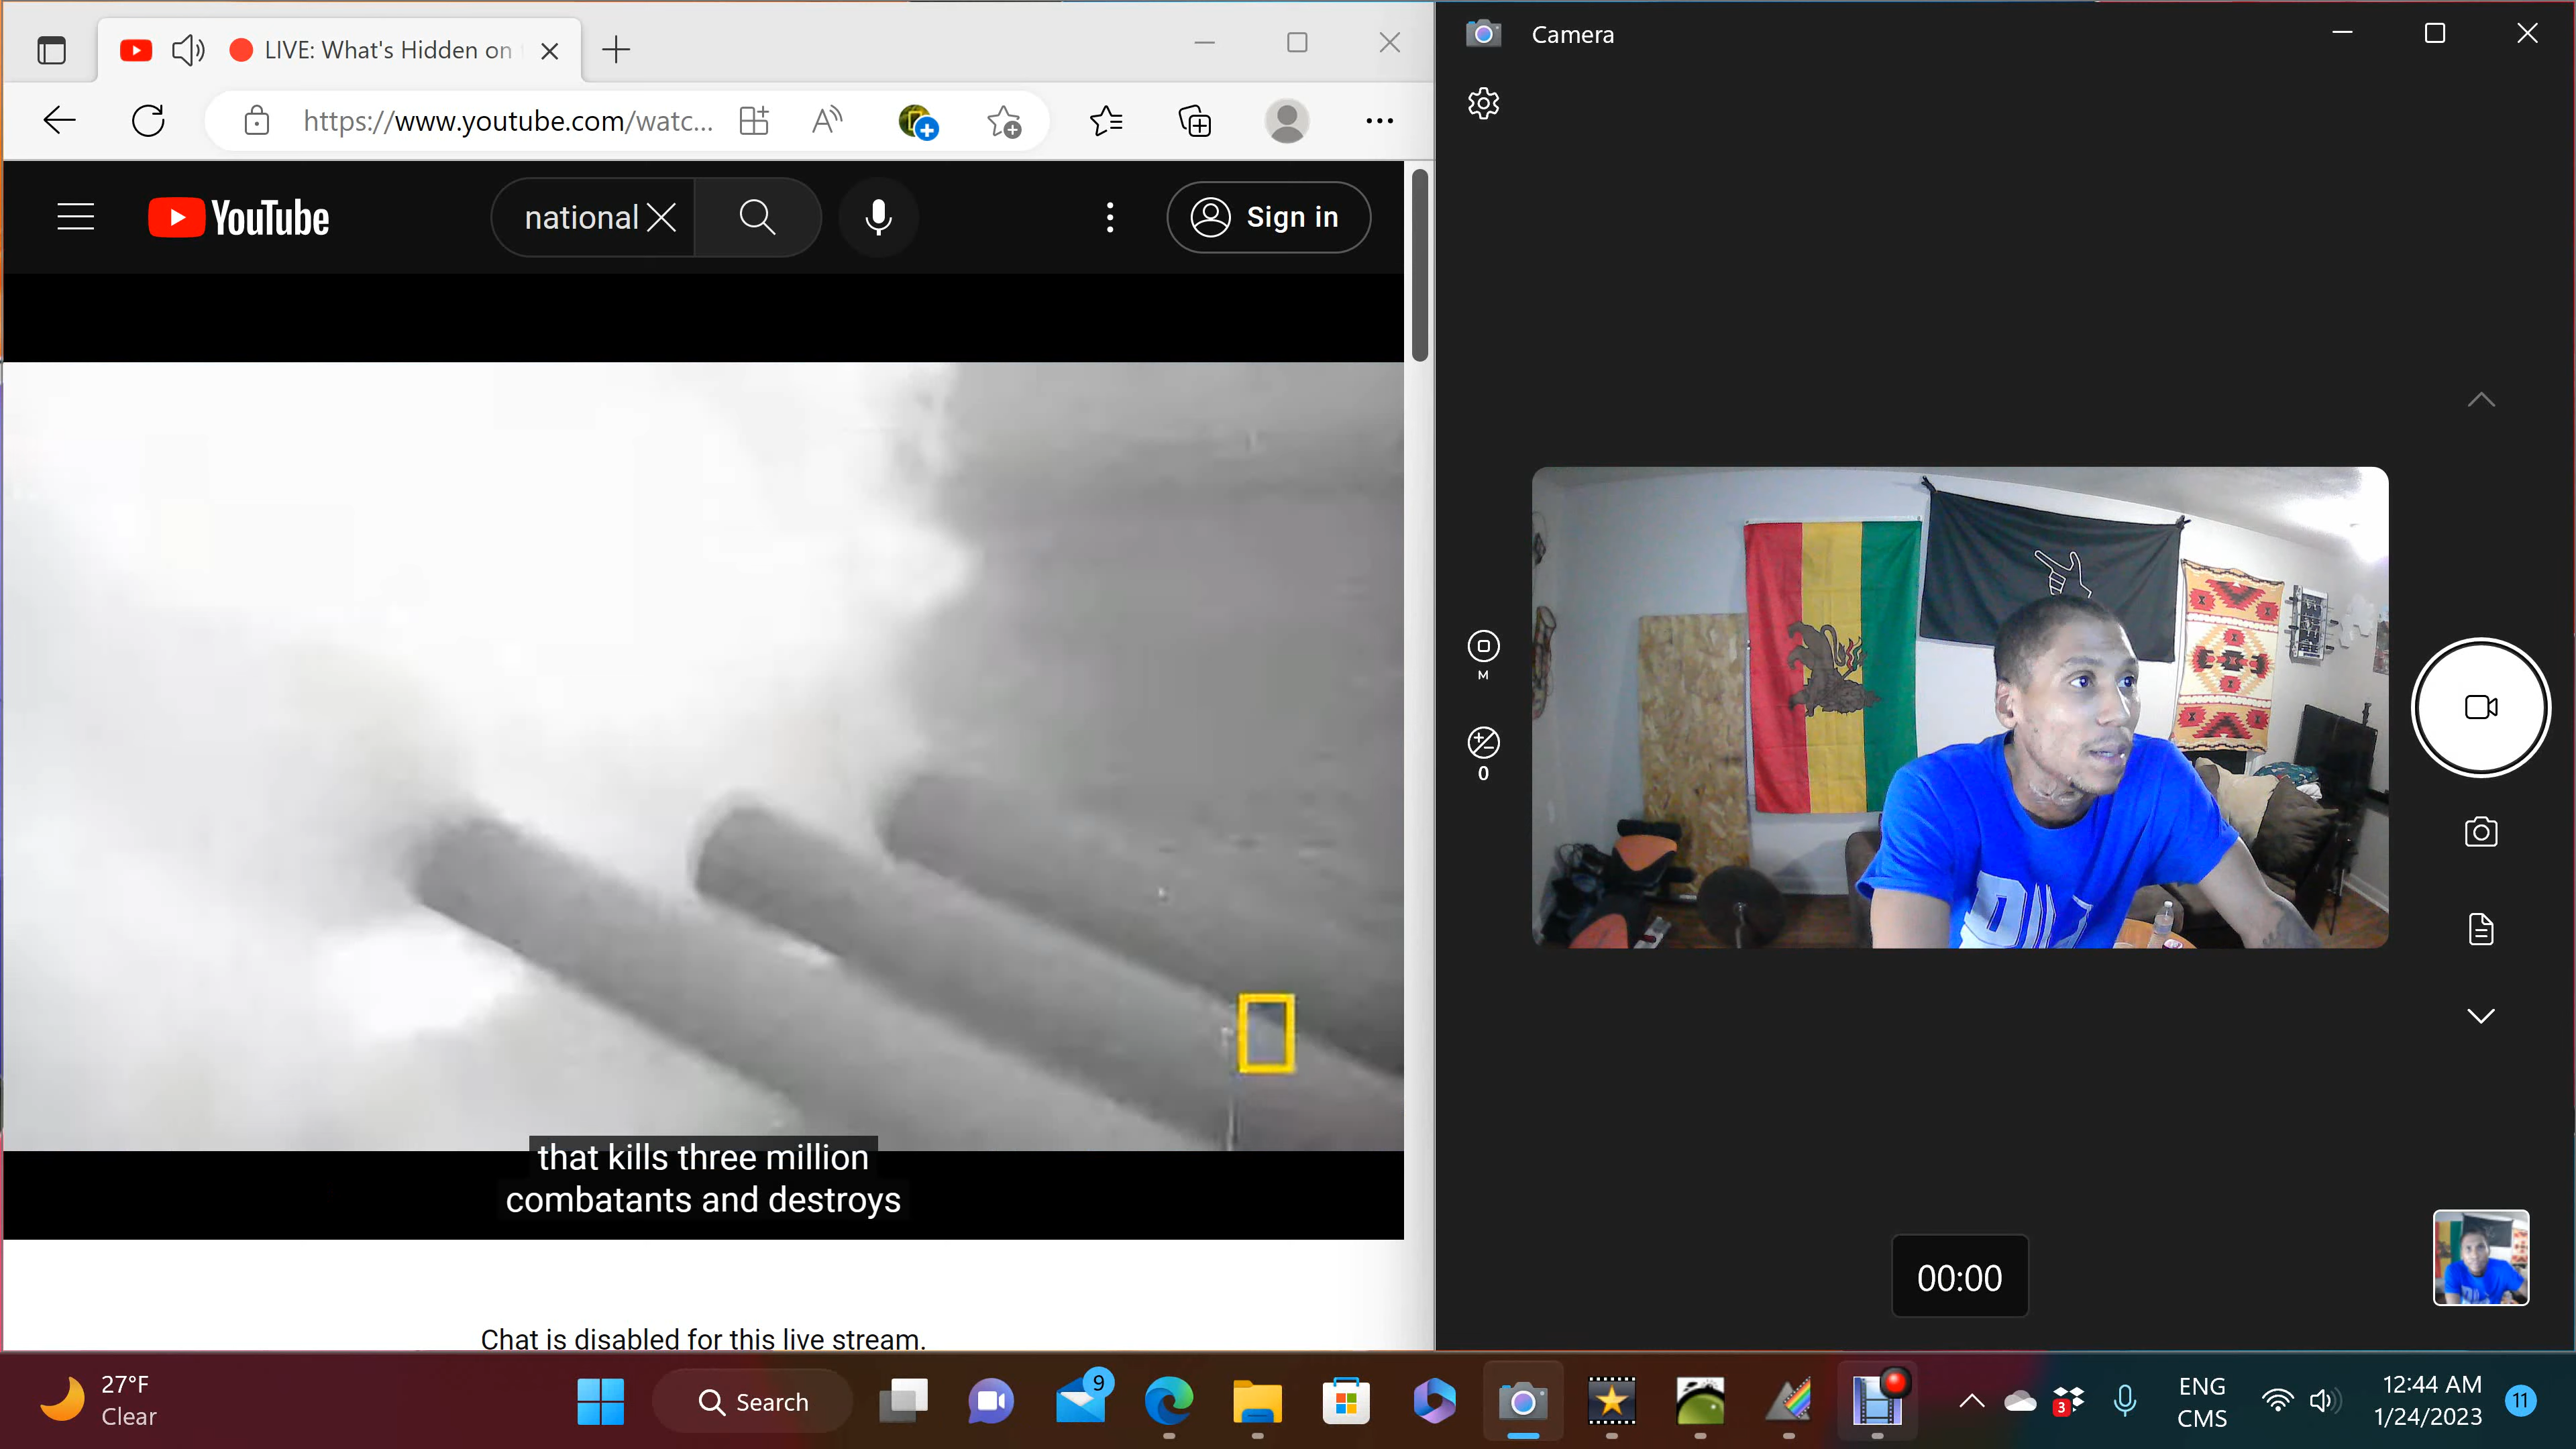 LIVE: What's Hidden on
https://www.youtube.com/watc...
YouTube
national
Sign in
that kills three million
combatants and destroys
Chat is disabled for this live stream.
Camera
M
0
00:00
27°F
Clear
Search
9
3
ENG
CMS
12:44 AM
1/24/2023
11